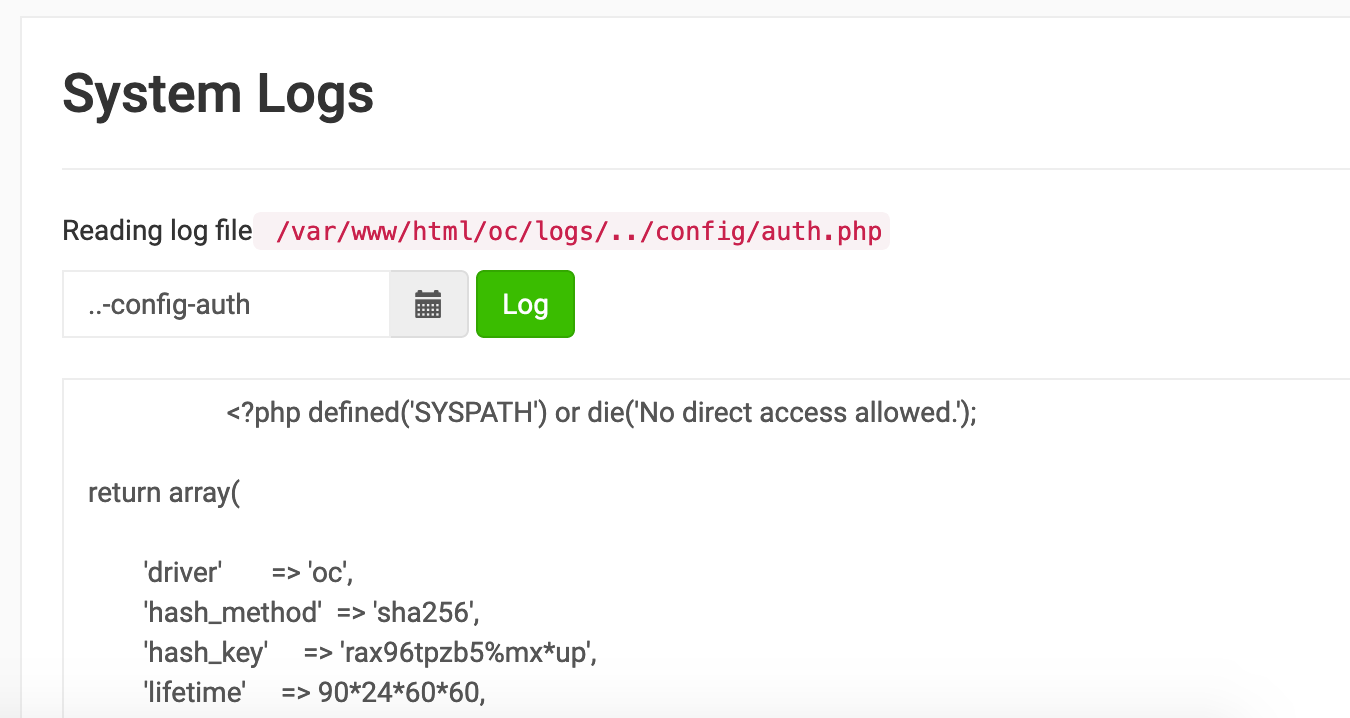 System Logs
Reading log file /var/www/html/oc/logs/../config/auth.php
..-config-auth
Log
<?php defined('SYSPATH') or die('No direct access allowed.');
return array(
'driver' => 'oc',
'hash_method' => 'sha256',
'hash_key' => 'rax96tpzb5%mx*up',
'lifetime' => 90*24*60*60,